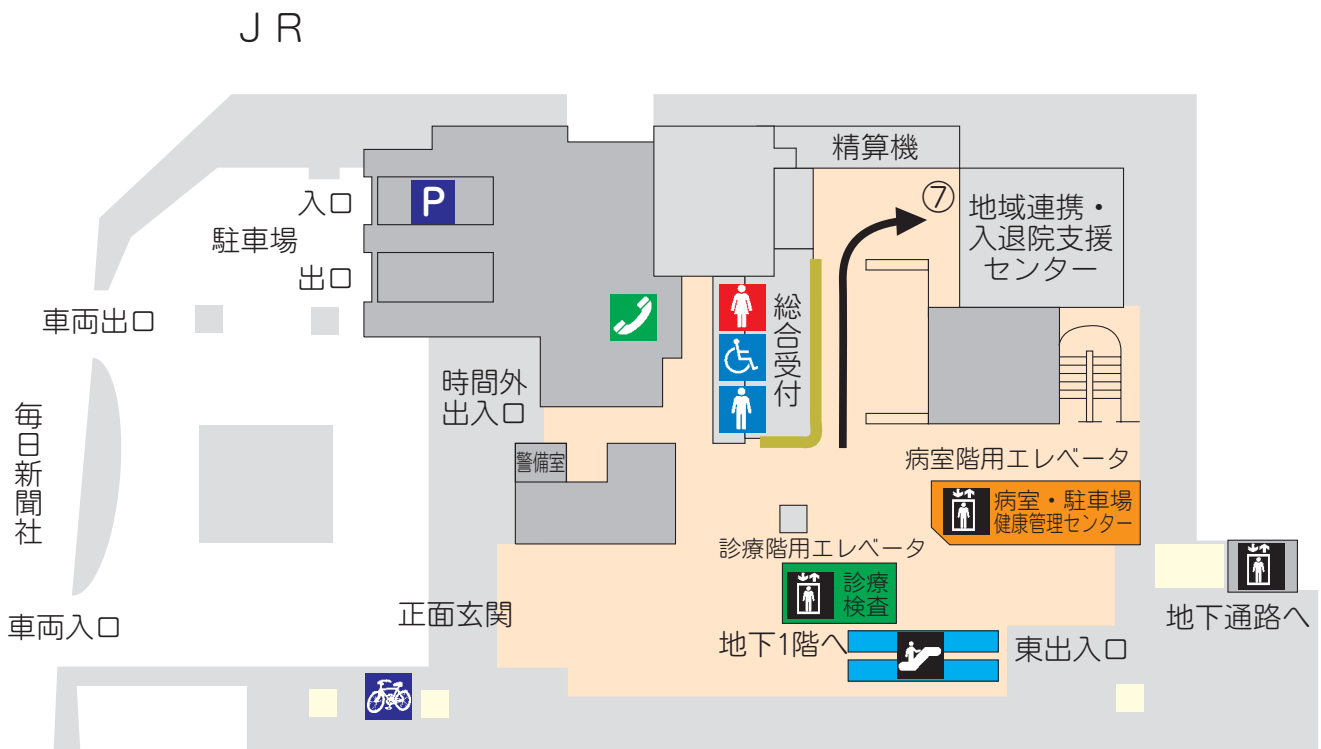 ＪＲ
精算機
入口
P
⑦
地域連携・
入退院支援
センター
駐車場
出口
車両出口
総合受付
時間外
出入口
毎日新聞社
警備室
病室階用エレベータ
病室・駐車場
健康管理センター
診療階用エレベータ
診療
検査
正面玄関
車両入口
地下1階へ
東出入口
地下通路へ